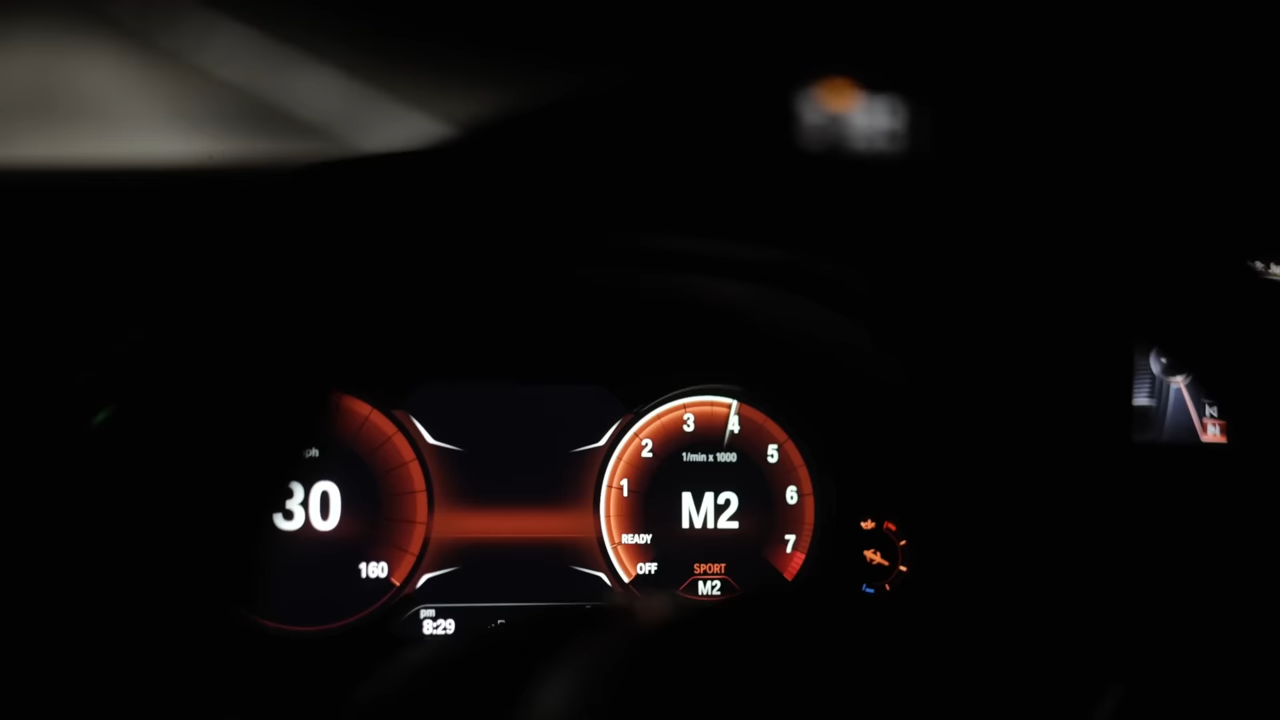 30
160
pm
8:29
1
2
3
4
5
6
7
1/min x 1000
M2
READY
OFF
SPORT
M2